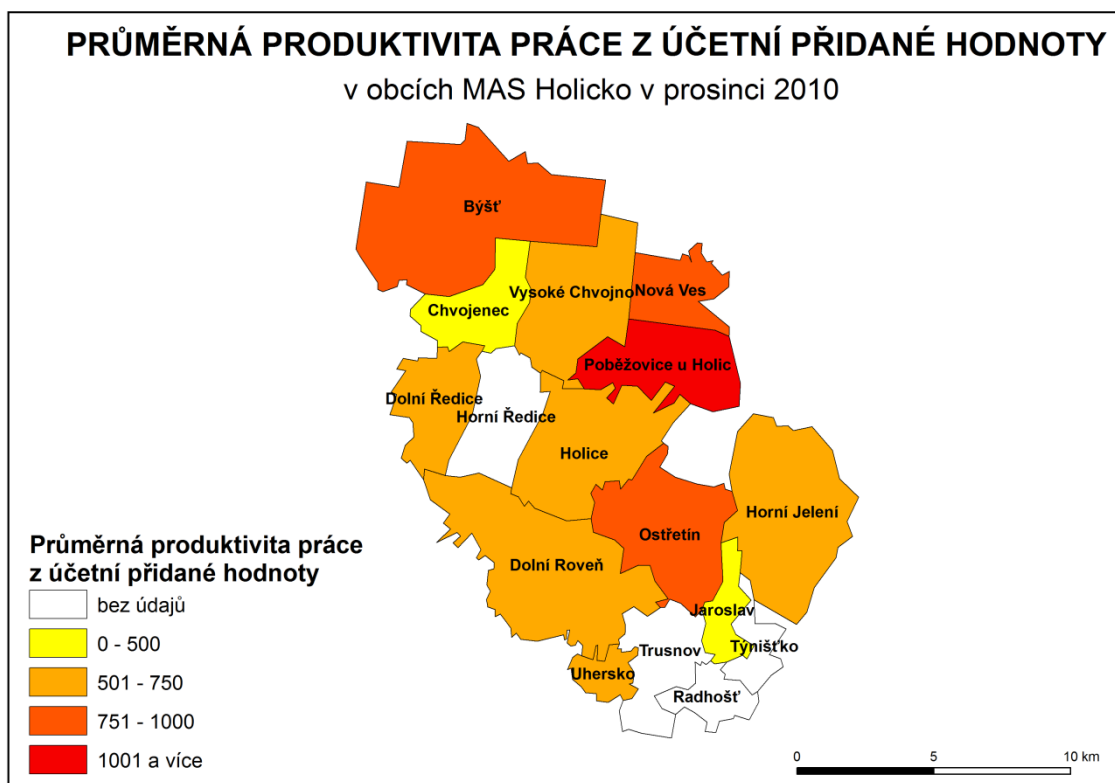 PRŮMĚRNÁ PRODUKTIVITA PRÁCE Z ÚČETNÍ PŘIDANÉ HODNOTY
v obcích MAS Holicko v prosinci 2010
Býšť
Vysoké Chvojno
Nová Ves
Chvojenec
Poběžovice u Holic
Dolní Ředice
Horní Ředice
Holice
Horní Jelení
Ostřetín
Dolní Roveň
Jaroslav
Trusnov
Týnišťko
Uhersko
Radhošť
Průměrná produktivita práce
z účetní přidané hodnoty
bez údajů
0 - 500
501 - 750
751 - 1000
1001 a více
0 5 10 km